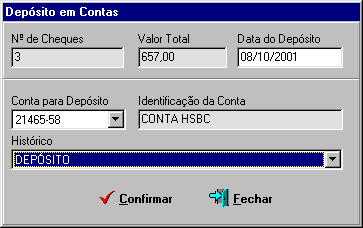 Depósito em Contas
Nº de Cheques Valor Total Data do Depósito
3 657,00 08/10/2001
Conta para Depósito Identificação da Conta
21465-58 CONTA HSBC
Histórico
DEPÓSITO
Confirmar Fechar